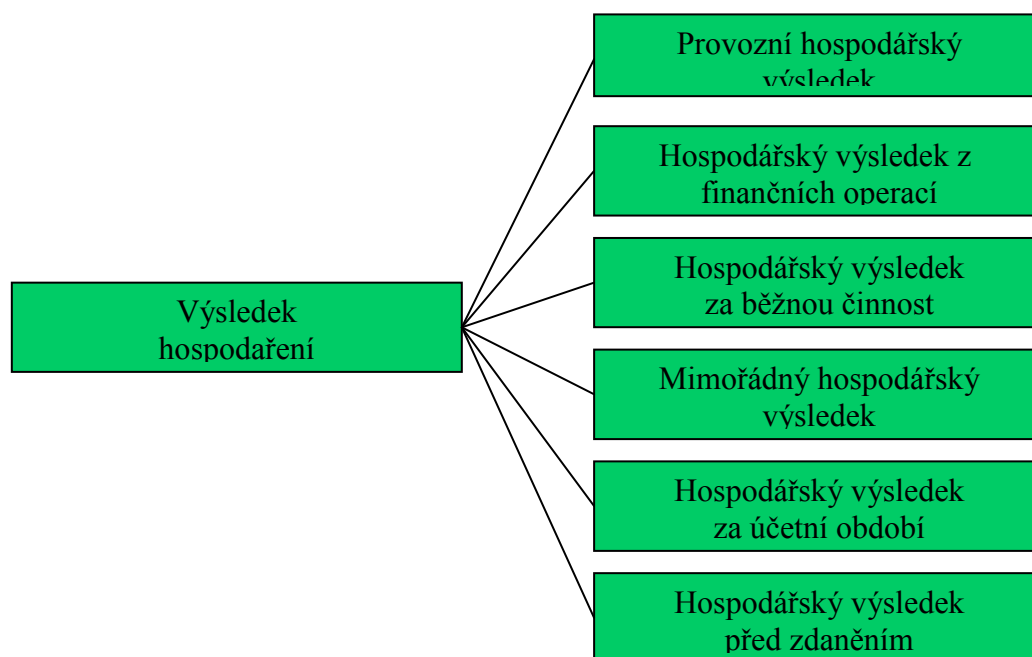 Provozní hospodářský
výsledek
Hospodářský výsledek z
finančních operací
Hospodářský výsledek
za běžnou činnost
Výsledek
hospodaření
Mimořádný hospodářský
výsledek
Hospodářský výsledek
za účetní období
Hospodářský výsledek
před zdaněním